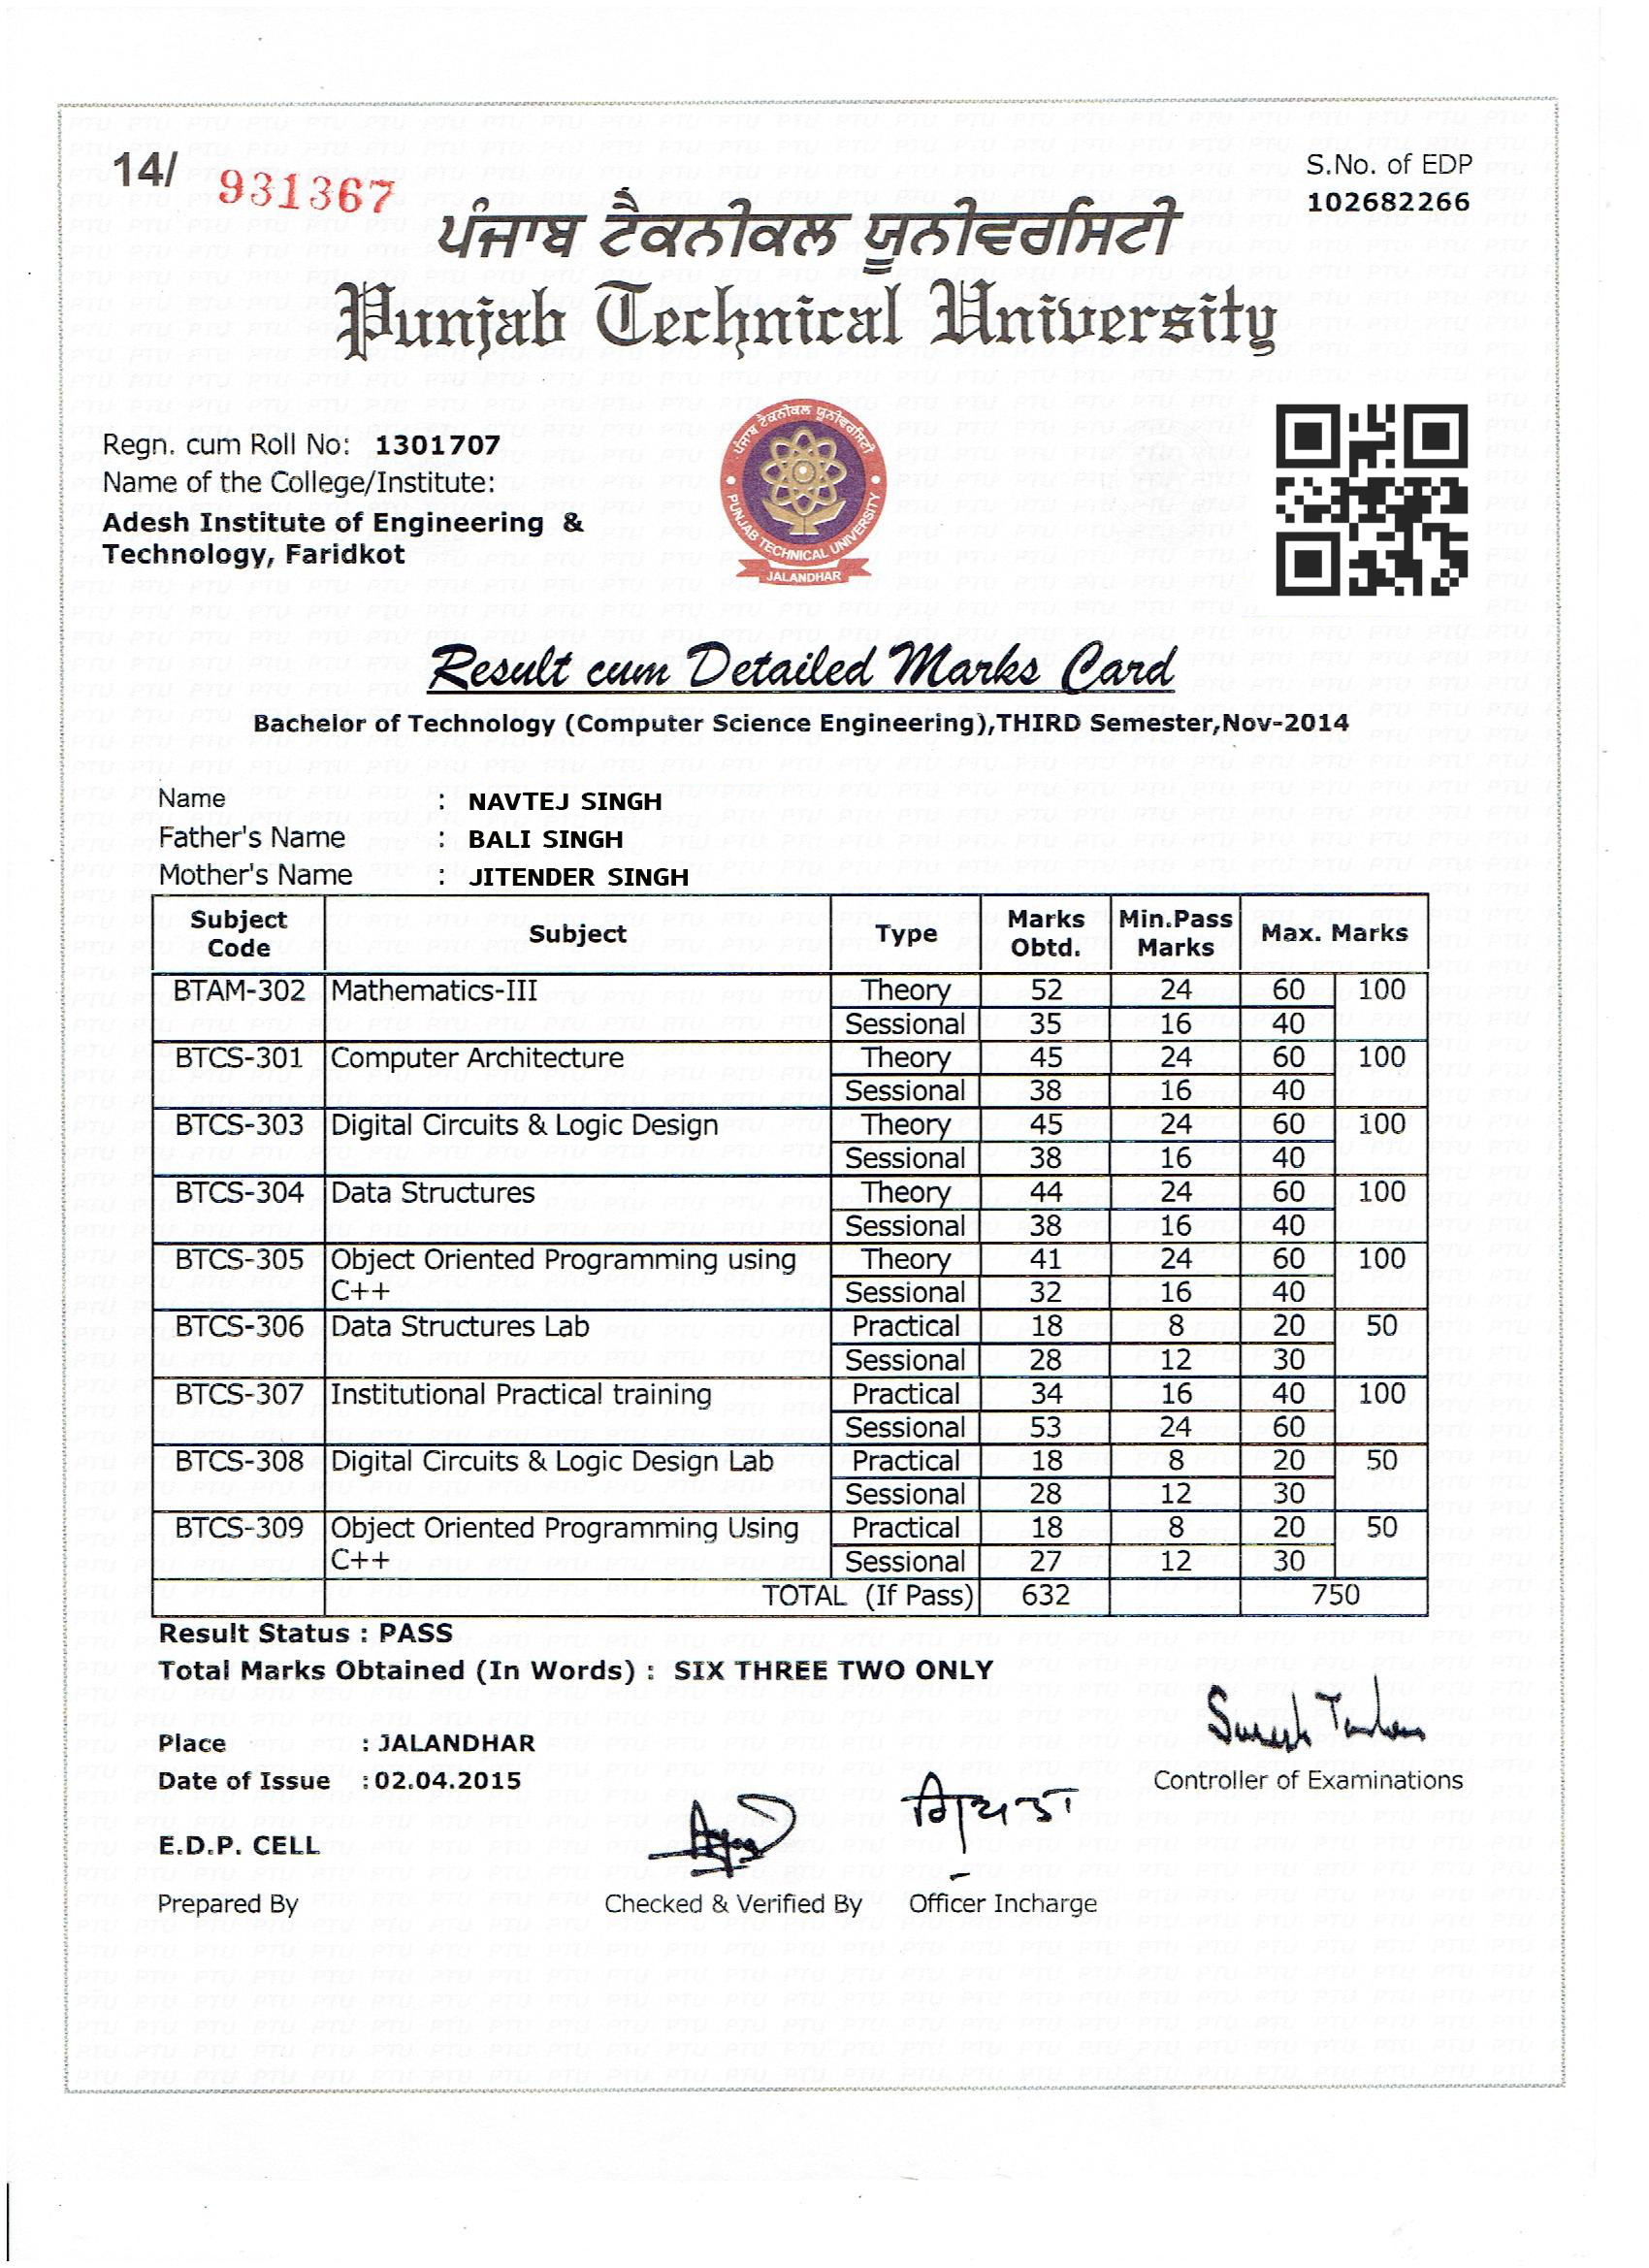 14/ 931367
S.No. of EDP
102682266
ਪੰਜਾਬ ਟੈਕਨੀਕਲ ਯੂਨੀਵਰਸਿਟੀ
Punjab Technical University
Regn. cum Roll No: 1301707
Name of the College/Institute:
Adesh Institute of Engineering &
Technology, Faridkot
ਪੰਜਾਬ ਟੈਕਨੀਕਲ ਯੂਨੀਵਰਸਿਟੀ
PUNJAB TECHNICAL UNIVERSITY
JALANDHAR
Result cum Detailed Marks Card
Bachelor of Technology (Computer Science Engineering),THIRD Semester,Nov-2014
Name : NAVTEJ SINGH
Father's Name : BALI SINGH
Mother's Name : JITENDER SINGH
Subject Code Subject Type Marks Obtd. Min.Pass Marks Max. Marks
BTAM-302 Mathematics-III Theory 52 24 60 100
Sessional 35 16 40
BTCS-301 Computer Architecture Theory 45 24 60 100
Sessional 38 16 40
BTCS-303 Digital Circuits & Logic Design Theory 45 24 60 100
Sessional 38 16 40
BTCS-304 Data Structures Theory 44 24 60 100
Sessional 38 16 40
BTCS-305 Object Oriented Programming using Theory 41 24 60 100
C++ Sessional 32 16 40
BTCS-306 Data Structures Lab Practical 18 8 20 50
Sessional 28 12 30
BTCS-307 Institutional Practical training Practical 34 16 40 100
Sessional 53 24 60
BTCS-308 Digital Circuits & Logic Design Lab Practical 18 8 20 50
Sessional 28 12 30
BTCS-309 Object Oriented Programming Using Practical 18 8 20 50
C++ Sessional 27 12 30
TOTAL (If Pass) 632 750
Result Status : PASS
Total Marks Obtained (In Words) : SIX THREE TWO ONLY
Place : JALANDHAR
Date of Issue : 02.04.2015
Controller of Examinations
E.D.P. CELL
Prepared By
Checked & Verified By
Officer Incharge